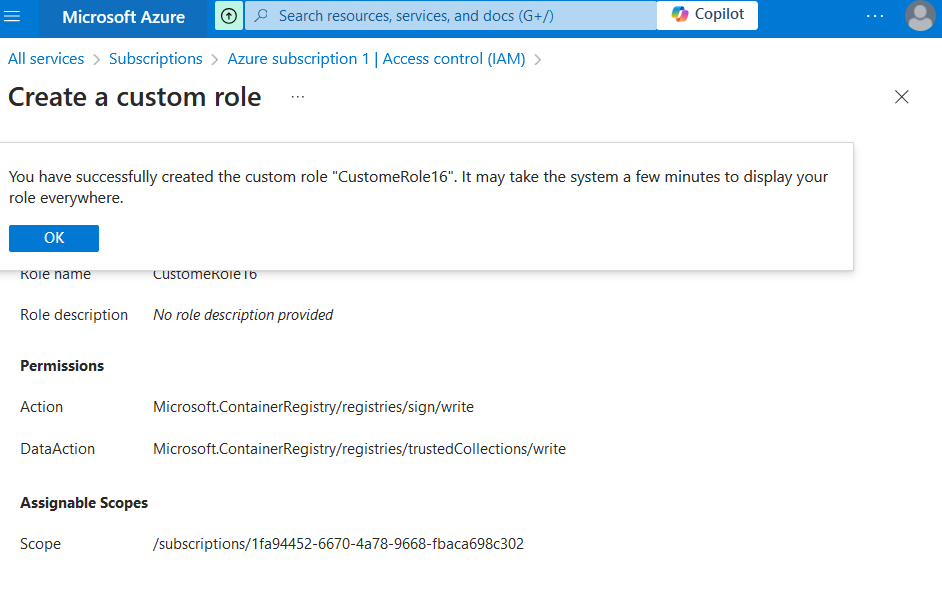 Microsoft Azure
Search resources, services, and docs (G+/)
Copilot
All services > Subscriptions > Azure subscription 1 | Access control (IAM) >
Create a custom role ...
You have successfully created the custom role "CustomeRole16". It may take the system a few minutes to display your
role everywhere.
OK
Role name CustomeRole16
Role description No role description provided
Permissions
Action Microsoft.ContainerRegistry/registries/sign/write
DataAction Microsoft.ContainerRegistry/registries/trustedCollections/write
Assignable Scopes
Scope /subscriptions/1fa94452-6670-4a78-9668-fbaca698c302